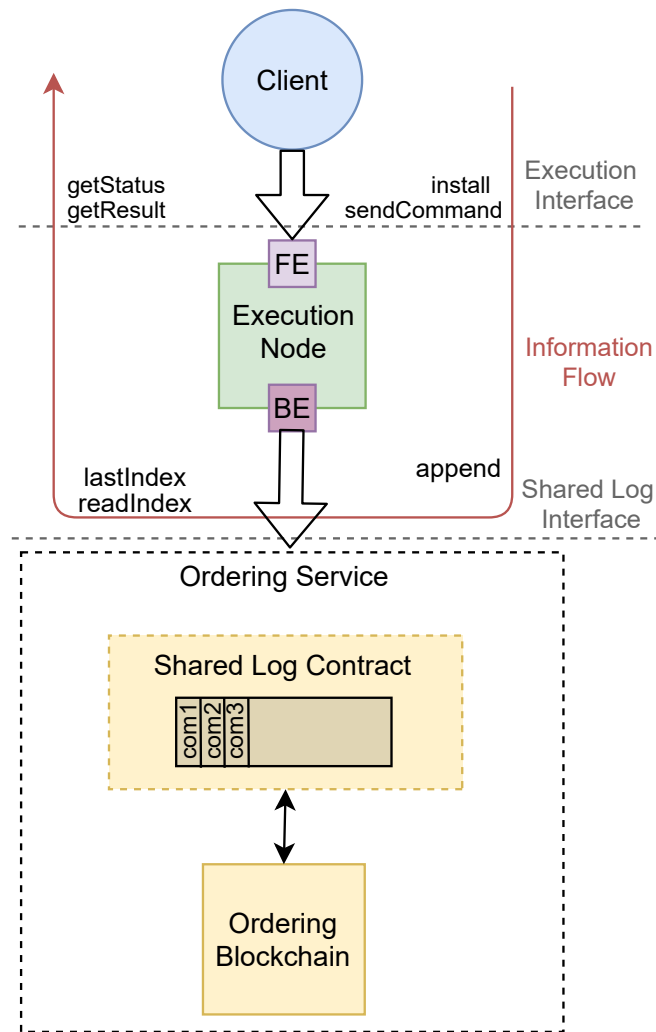 Client
getStatus
getResult
install
sendCommand
Execution
Interface
FE
Execution
Node
BE
Information
Flow
lastIndex
readIndex
append
Shared Log
Interface
Ordering Service
Shared Log Contract
com1
com2
com3
Ordering
Blockchain